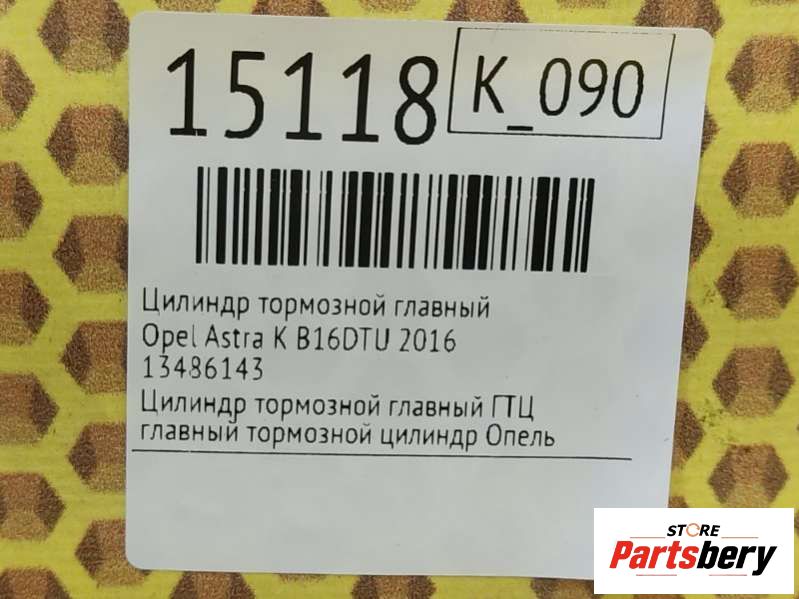 15118
K_090
Цилиндр тормозной главный
Opel Astra K B16DTU 2016
13486143
Цилиндр тормозной главный ГТЦ
главный тормозной цилиндр Опель
STORE
Partsbery